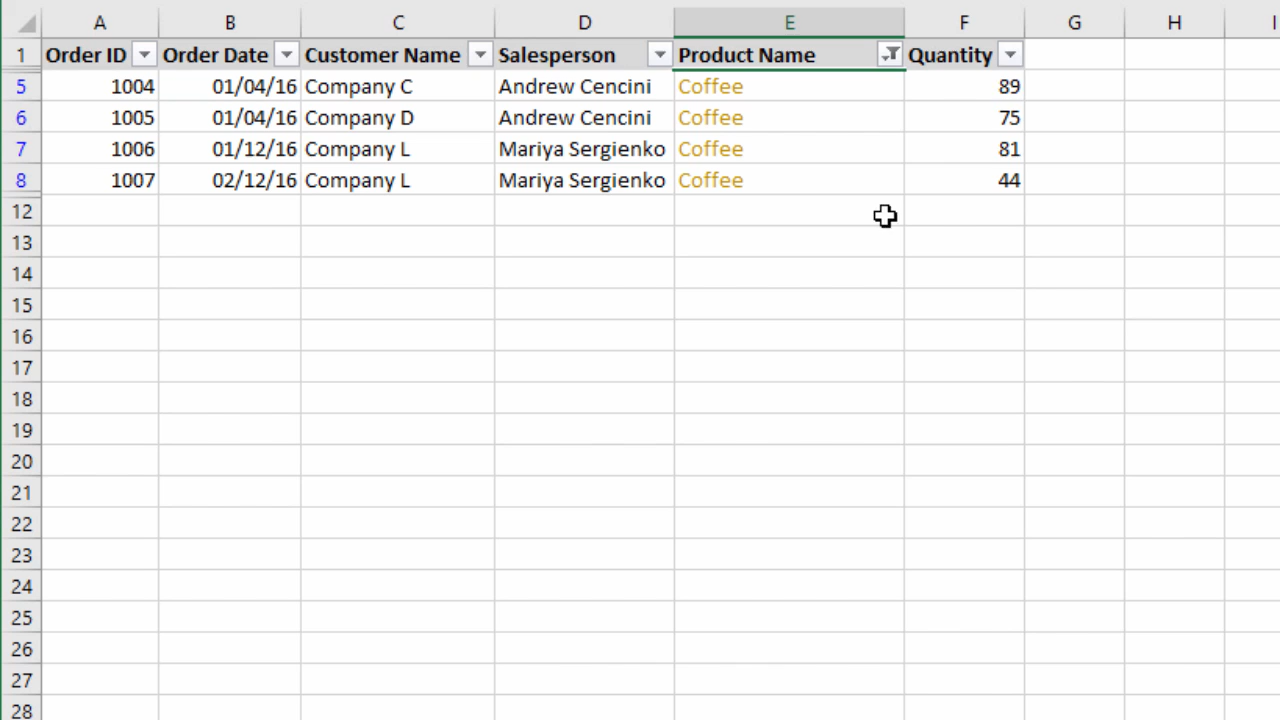 A B C D E F G H I
1 Order ID Order Date Customer Name Salesperson Product Name Quantity
5 1004 01/04/16 Company C Andrew Cencini Coffee 89
6 1005 01/04/16 Company D Andrew Cencini Coffee 75
7 1006 01/12/16 Company L Mariya Sergienko Coffee 81
8 1007 02/12/16 Company L Mariya Sergienko Coffee 44
12
13
14
15
16
17
18
19
20
21
22
23
24
25
26
27
28